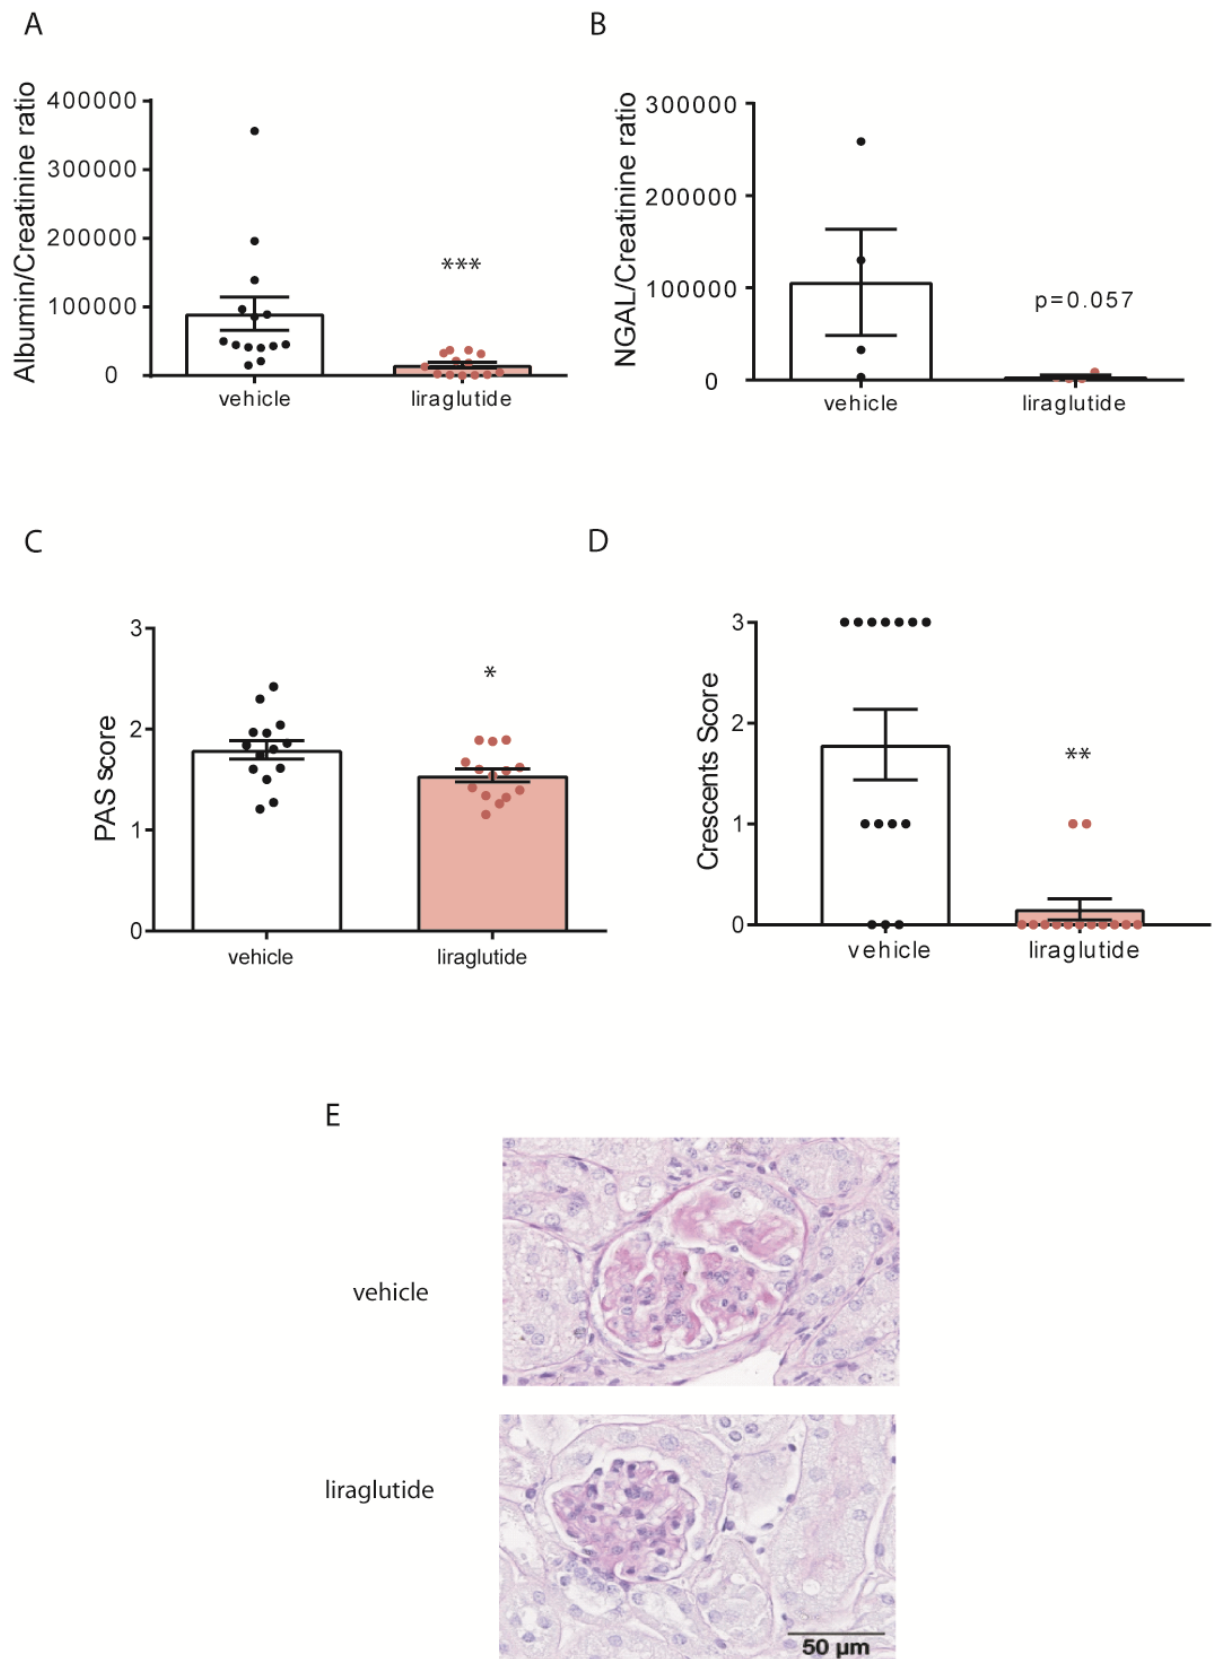 A
B
Albumin/Creatinine ratio
400000
300000
200000
100000
0
***
vehicle
liraglutide
NGAL/Creatinine ratio
300000
200000
100000
0
p=0.057
vehicle
liraglutide
C
D
PAS score
3
2
1
0
*
vehicle
liraglutide
Crescents Score
3
2
1
0
**
vehicle
liraglutide
E
vehicle
liraglutide
50 µm